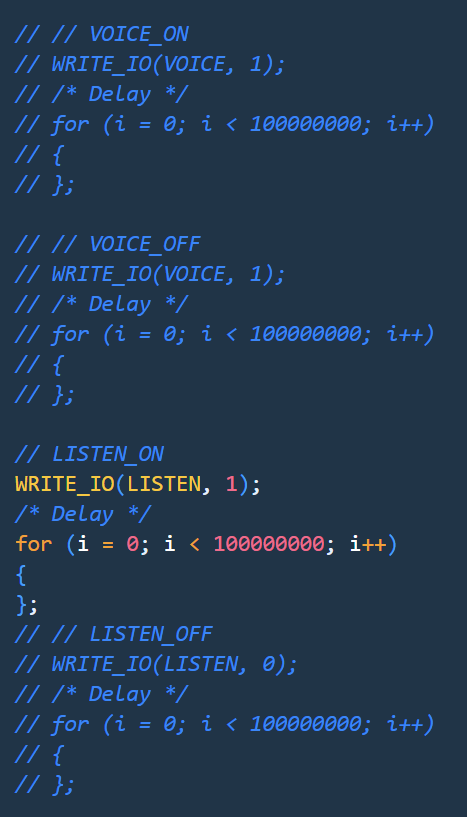 // // VOICE_ON
// WRITE_IO(VOICE, 1);
// /* Delay */
// for (i = 0; i < 100000000; i++)
// {
// };
// // VOICE_OFF
// WRITE_IO(VOICE, 1);
// /* Delay */
// for (i = 0; i < 100000000; i++)
// {
// };
// LISTEN_ON
WRITE_IO(LISTEN, 1);
/* Delay */
for (i = 0; i < 100000000; i++)
{
};
// // LISTEN_OFF
// WRITE_IO(LISTEN, 0);
// /* Delay */
// for (i = 0; i < 100000000; i++)
// {
// };